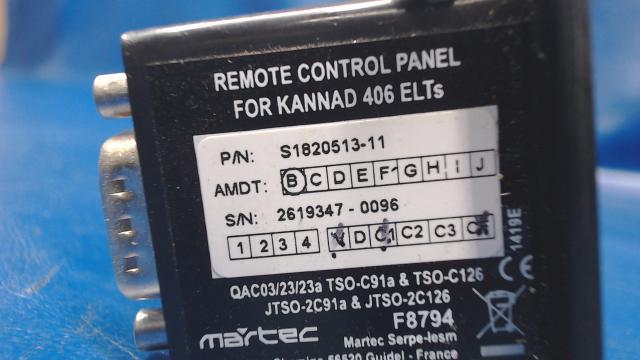 REMOTE CONTROL PANEL
FOR KANNAD 406 ELTs
P/N: S1820513-11
AMDT: B C D E F G H I J
S/N: 2619347 - 0096
1 2 3 4 D C1 C2 C3
1419E
CE
QAC03/23/23a TSO-C91a & TSO-C126
JTSO-2C91a & JTSO-2C126
F8794
martec
Martec Serpe-Iesm
56520 Guidel - France